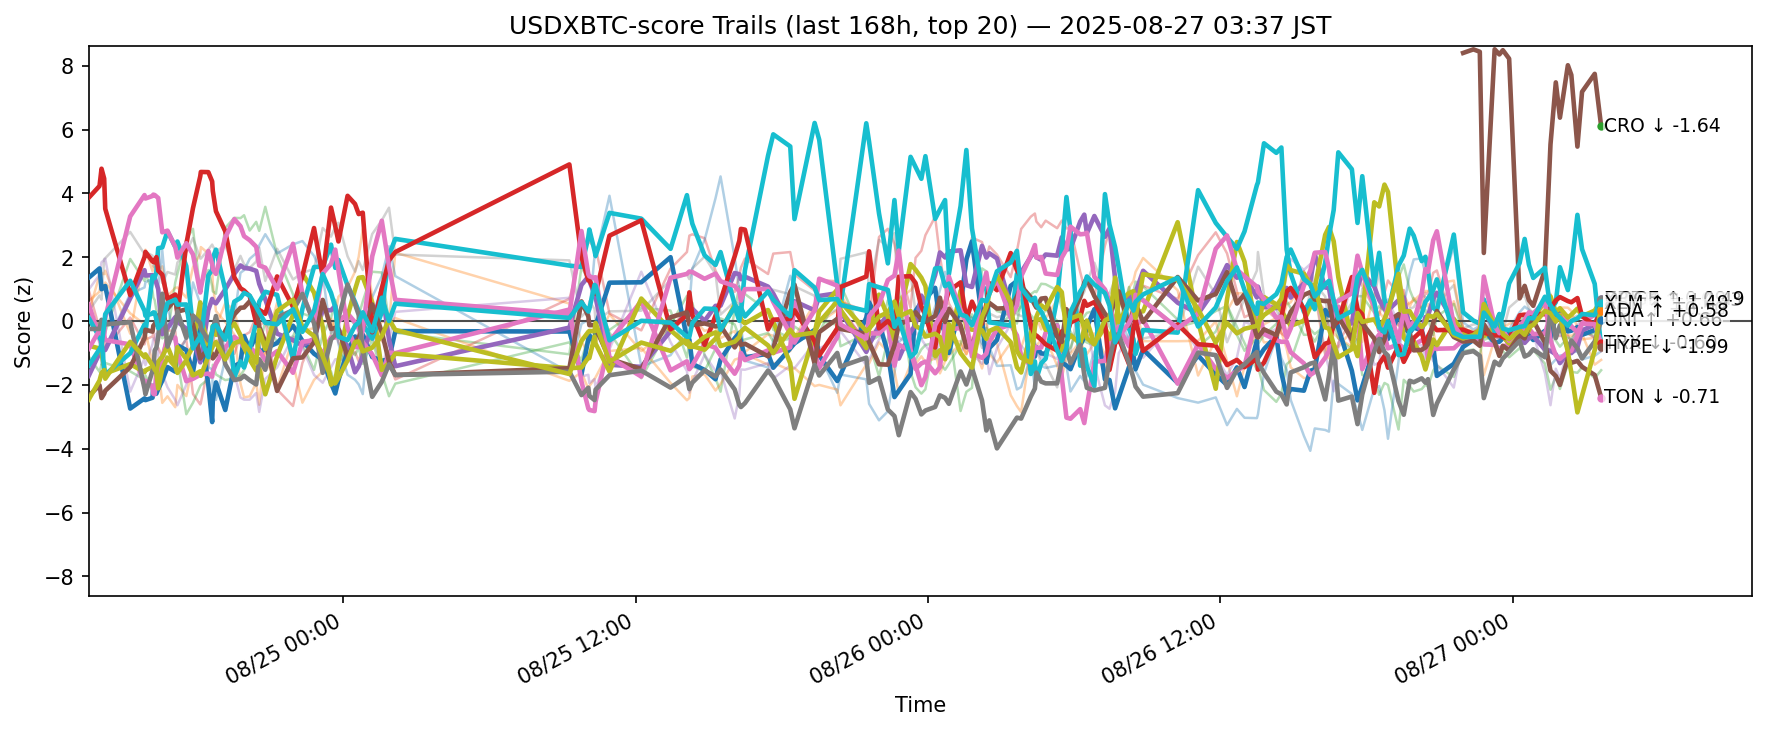 USDXBTC-score Trails (last 168h, top 20) — 2025-08-27 03:37 JST
Score (z)
8
6
4
2
0
−2
−4
−6
−8
CRO ↓ -1.64
ADA ↑ +0.58
HYPE ↓ -1.99
TON ↓ -0.71
08/25 00:00
08/25 12:00
08/26 00:00
08/26 12:00
08/27 00:00
Time